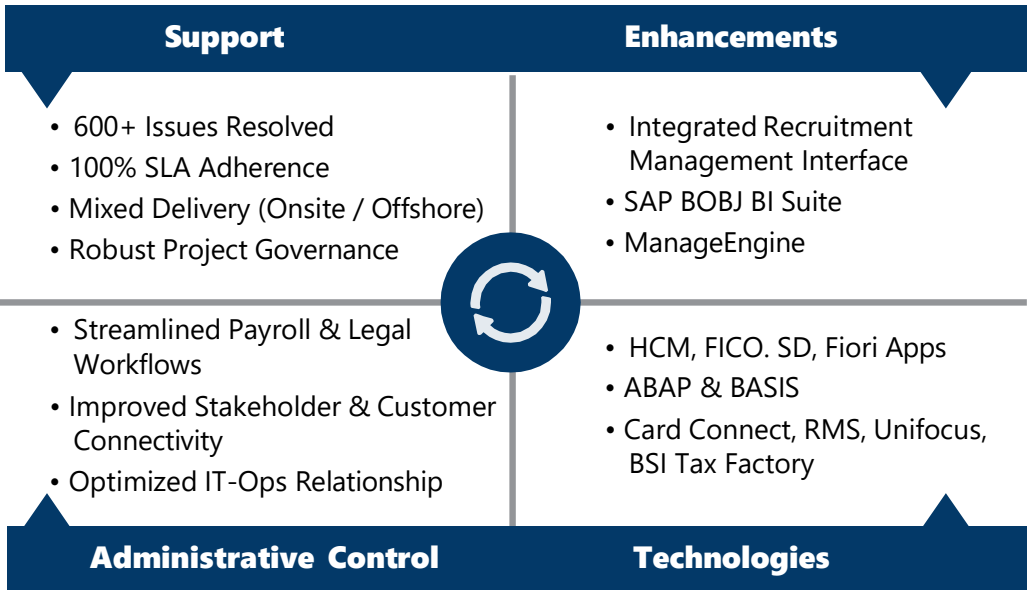 Support
• 600+ Issues Resolved
• 100% SLA Adherence
• Mixed Delivery (Onsite / Offshore)
• Robust Project Governance
Enhancements
• Integrated Recruitment
Management Interface
• SAP BOBJ BI Suite
• ManageEngine
• Streamlined Payroll & Legal
Workflows
• Improved Stakeholder & Customer
Connectivity
• Optimized IT-Ops Relationship
Administrative Control
• HCM, FICO. SD, Fiori Apps
• ABAP & BASIS
• Card Connect, RMS, Unifocus,
BSI Tax Factory
Technologies